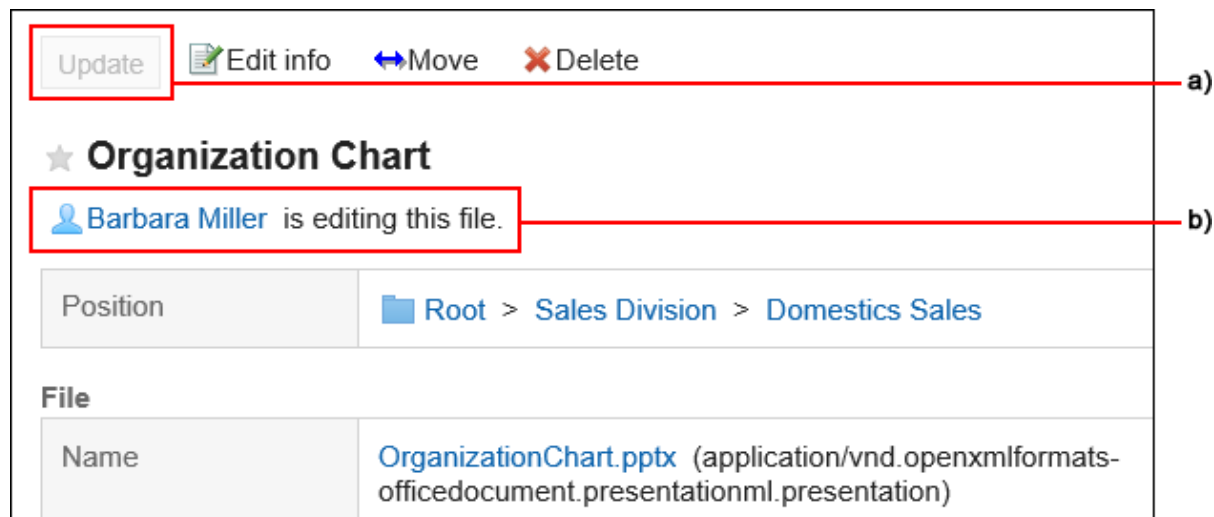 Update Edit info Move Delete
a)
Organization Chart
Barbara Miller is editing this file.
b)
Position Root > Sales Division > Domestics Sales
File
Name OrganizationChart.pptx (application/vnd.openxmlformats-
officedocument.presentationml.presentation)